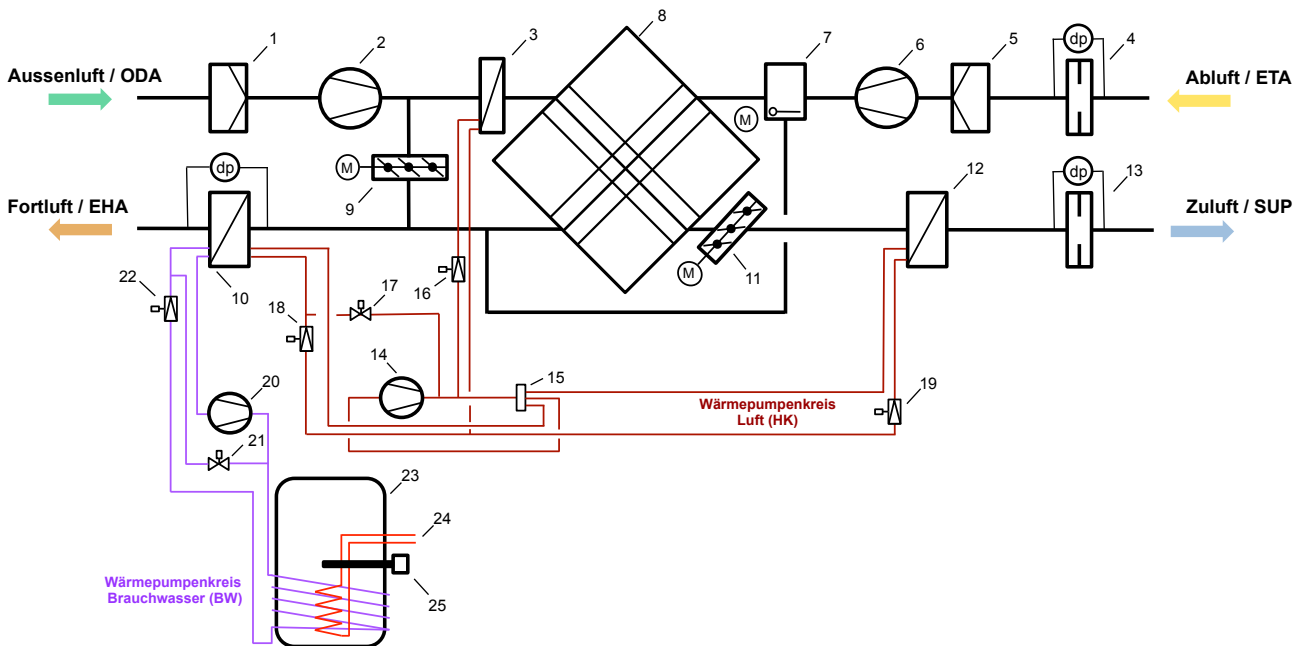 1
2
3
8
7
6
5
dp
4
Aussenluft / ODA
Abluft / ETA
M
M
9
dp
Fortluft / EHA
10
M
11
12
dp
13
Zuluft / SUP
22
18
17
16
14
15
19
Wärmepumpenkreis
Luft (HK)
20
21
23
24
25
Wärmepumpenkreis
Brauchwasser (BW)